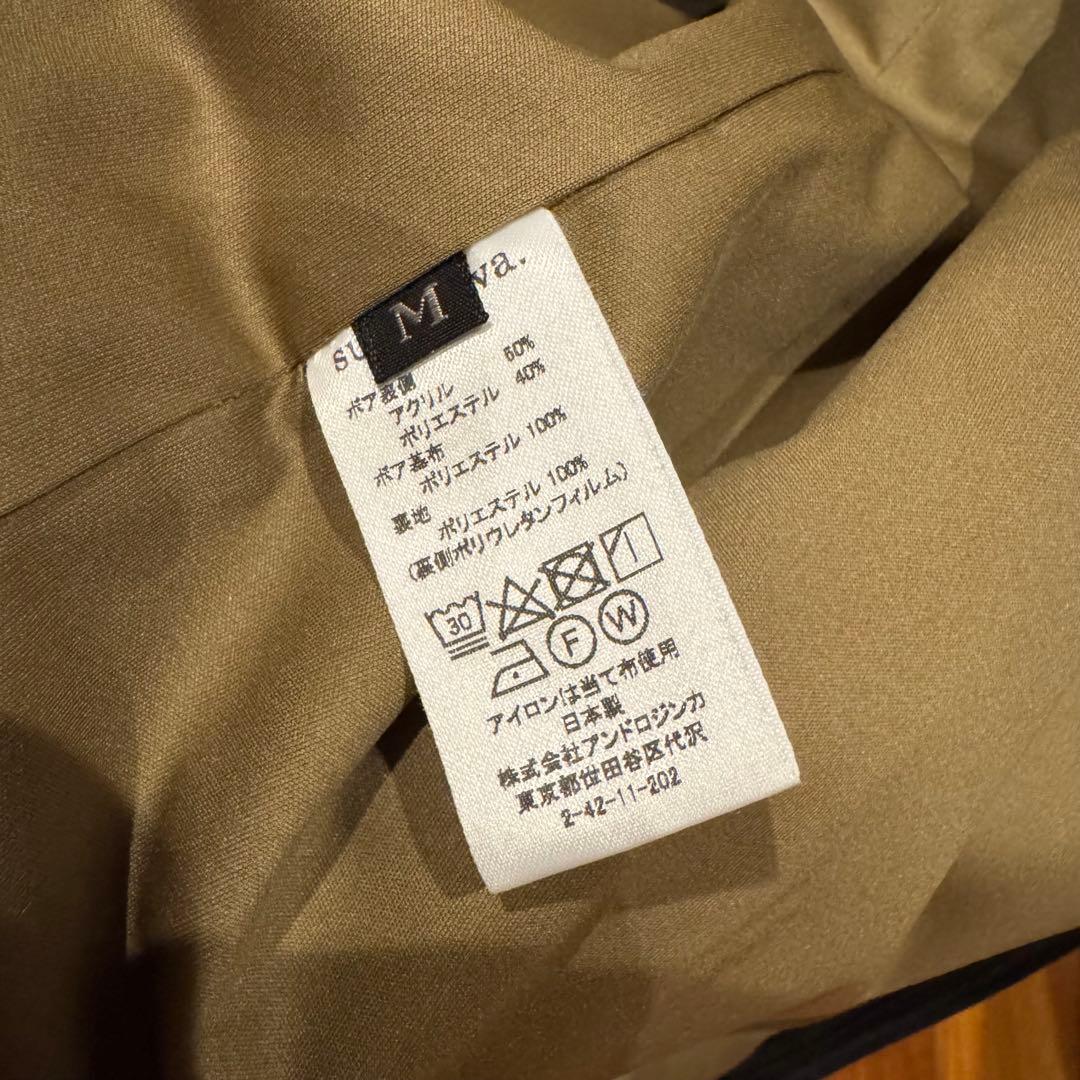 M
va.
su
ボア表側
アクリル 60%
ポリエステル 40%
ボア基布
ポリエステル 100%
裏地
ポリエステル 100%
(裏側ポリウレタンフィルム)
30
F W
アイロンは当て布使用
日本製
株式会社アンドロジンカ
東京都世田谷区代沢
2-42-11-202